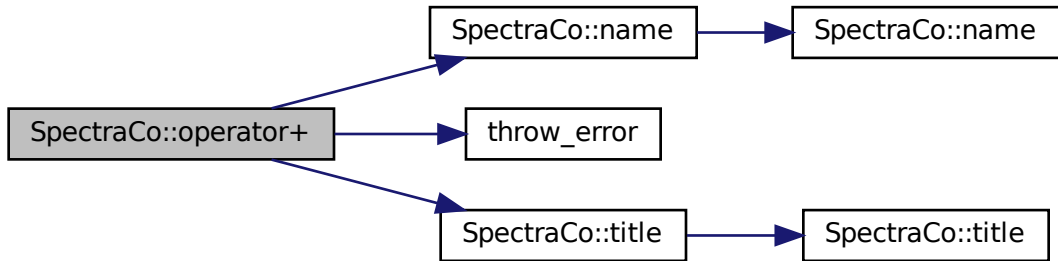 SpectraCo::name
SpectraCo::name
SpectraCo::operator+
throw_error
SpectraCo::title
SpectraCo::title